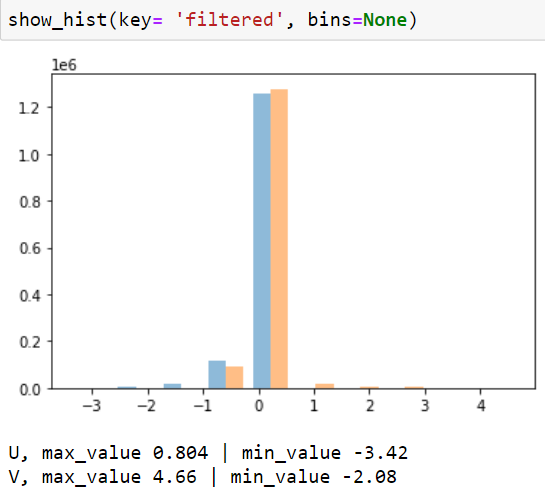 show_hist(key= 'filtered', bins=None)
1e6
1.2
1.0
0.8
0.6
0.4
0.2
0.0
−3 −2 −1 0 1 2 3 4
U, max_value 0.804 | min_value -3.42
V, max_value 4.66 | min_value -2.08